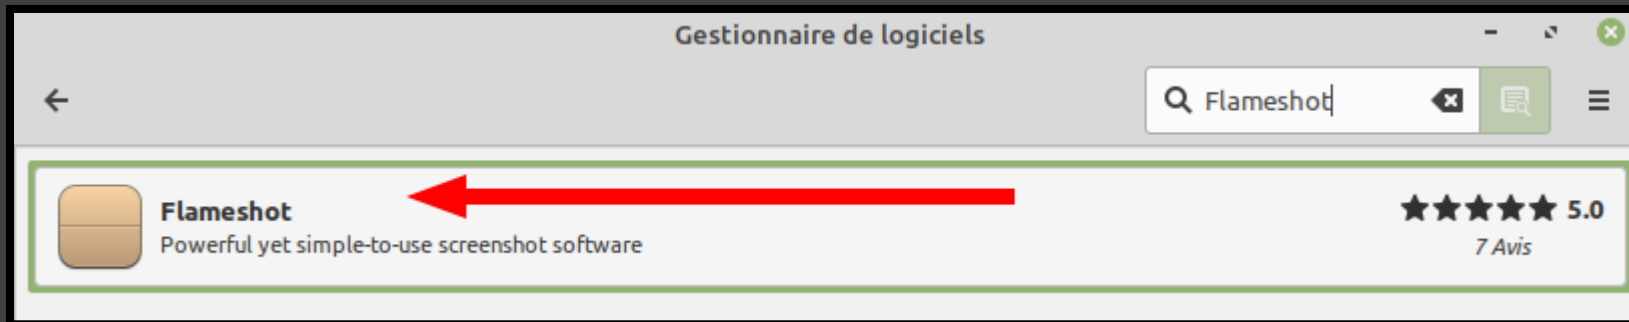 Gestionnaire de logiciels
Flameshot
Flameshot
5.0
Powerful yet simple-to-use screenshot software
7 Avis